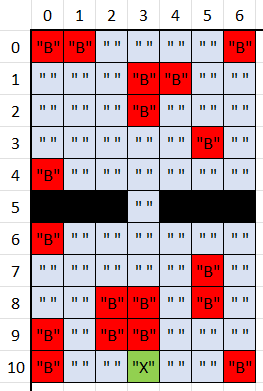 0 1 2 3 4 5 6
0 "B" "B" " " " " " " " " "B"
1 " " " " " " "B" "B" " " " "
2 " " " " " " "B" " " " " " "
3 " " " " " " " " " " "B" " "
4 "B" " " " " " " " " " " " "
5 " "
6 "B" " " " " " " " " " " " "
7 " " " " " " " " " " "B" " "
8 " " " " "B" "B" " " "B" " "
9 "B" " " "B" "B" " " " " " "
10 "B" " " " " "X" " " " " "B"